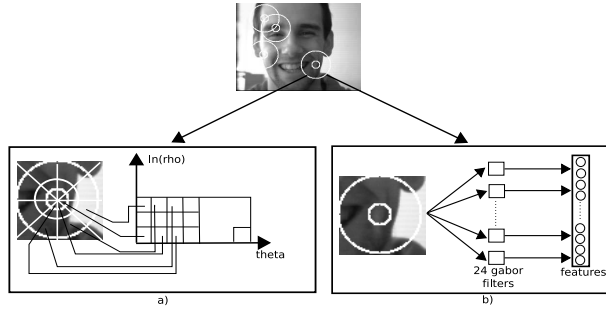 ln(rho)
theta
24 gabor
filters
features
a)
b)